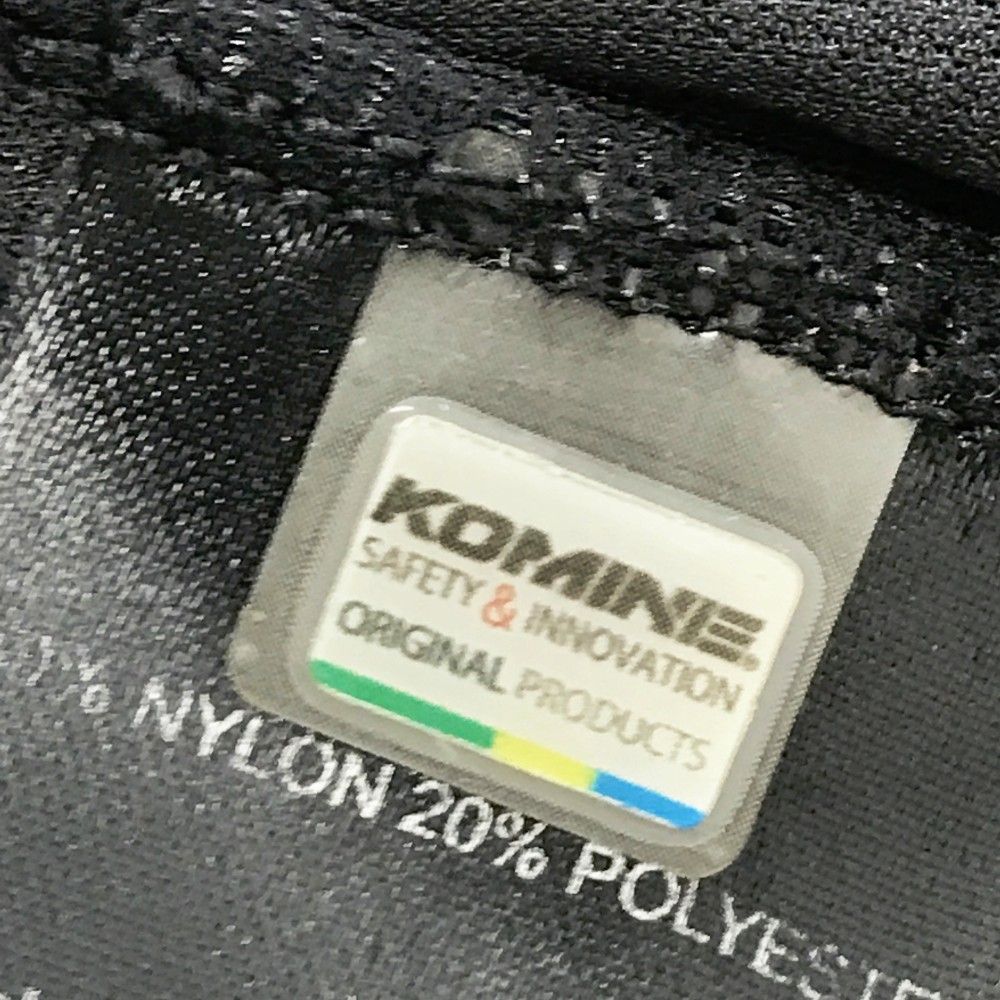 KOMINE
SAFETY & INNOVATION
ORIGINAL PRODUCTS
% NYLON 20% POLYESTE